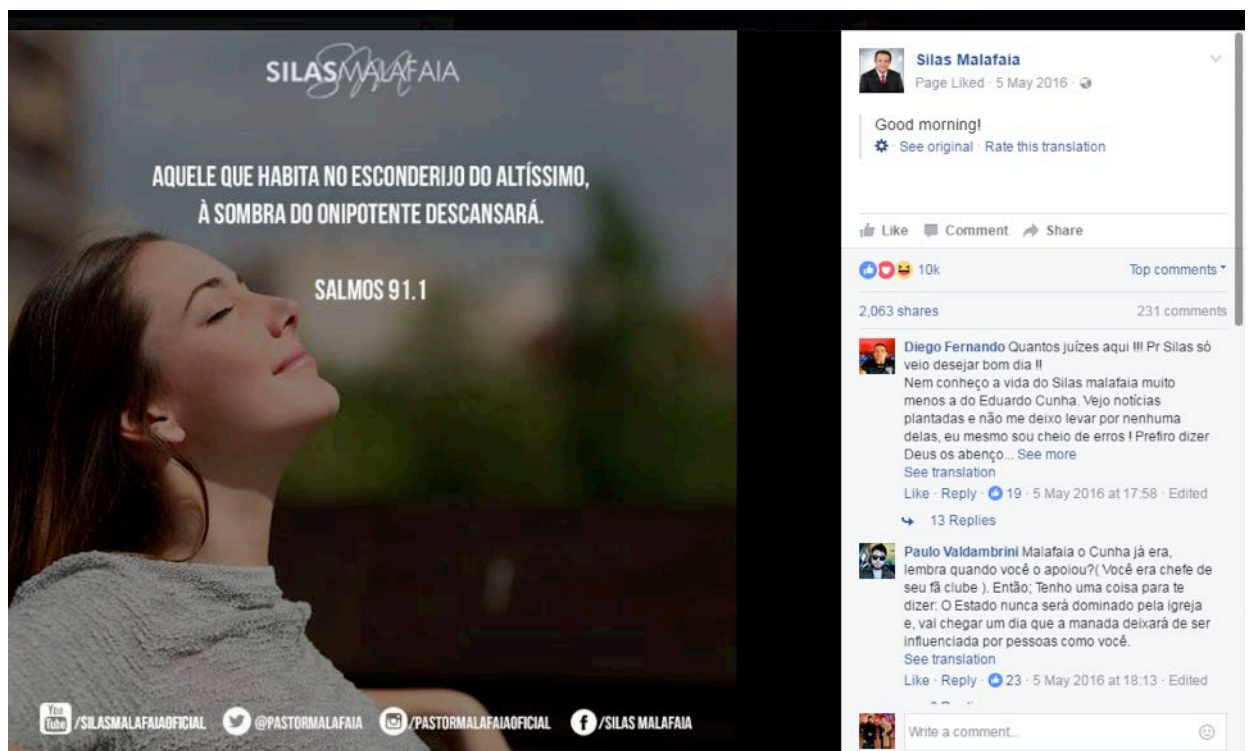 SILAS MALAFAIA
AQUELE QUE HABITA NO ESCONDERIJO DO ALTÍSSIMO,
À SOMBRA DO ONIPOTENTE DESCANSARÁ.
SALMOS 91.1
You Tube /SILASMALAFAIAOFICIAL @PASTORMALAFAIA /PASTORMALAFAIAOFICIAL f /SILAS MALAFAIA
Silas Malafaia
Page Liked · 5 May 2016 ·
Good morning!
· See original · Rate this translation
Like Comment Share
10k Top comments
2,063 shares 231 comments
Diego Fernando Quantos juízes aqui !!! Pr Silas só
veio desejar bom dia !!
Nem conheço a vida do Silas malafaia muito
menos a do Eduardo Cunha. Vejo notícias
plantadas e não me deixo levar por nenhuma
delas, eu mesmo sou cheio de erros ! Prefiro dizer
Deus os abenço... See more
See translation
Like · Reply · 19 · 5 May 2016 at 17:58 · Edited
13 Replies
Paulo Valdambrini Malafaia o Cunha já era,
lembra quando você o apoiou?( Você era chefe de
seu fã clube ). Então; Tenho uma coisa para te
dizer: O Estado nunca será dominado pela igreja
e, vai chegar um dia que a manada deixará de ser
influenciada por pessoas como você.
See translation
Like · Reply · 23 · 5 May 2016 at 18:13 · Edited
Write a comment...